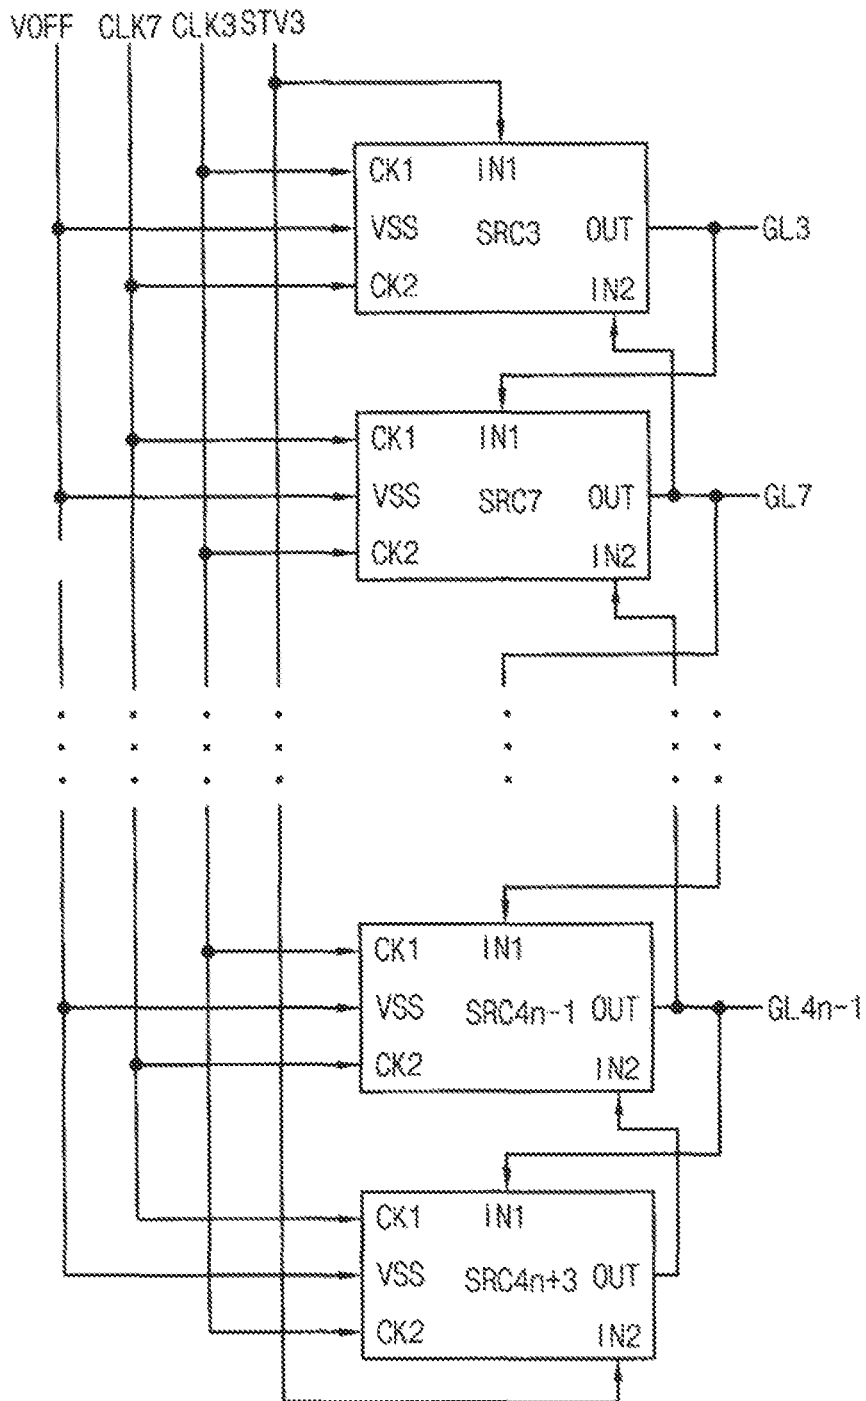 VOFF CLK7 CLK3 STV3
CK1 IN1
VSS SRC3 OUT GL3
CK2 IN2
CK1 IN1
VSS SRC7 OUT GL7
CK2 IN2
CK1 IN1
VSS SRC4n-1 OUT GL4n-1
CK2 IN2
CK1 IN1
VSS SRC4n+3 OUT
CK2 IN2